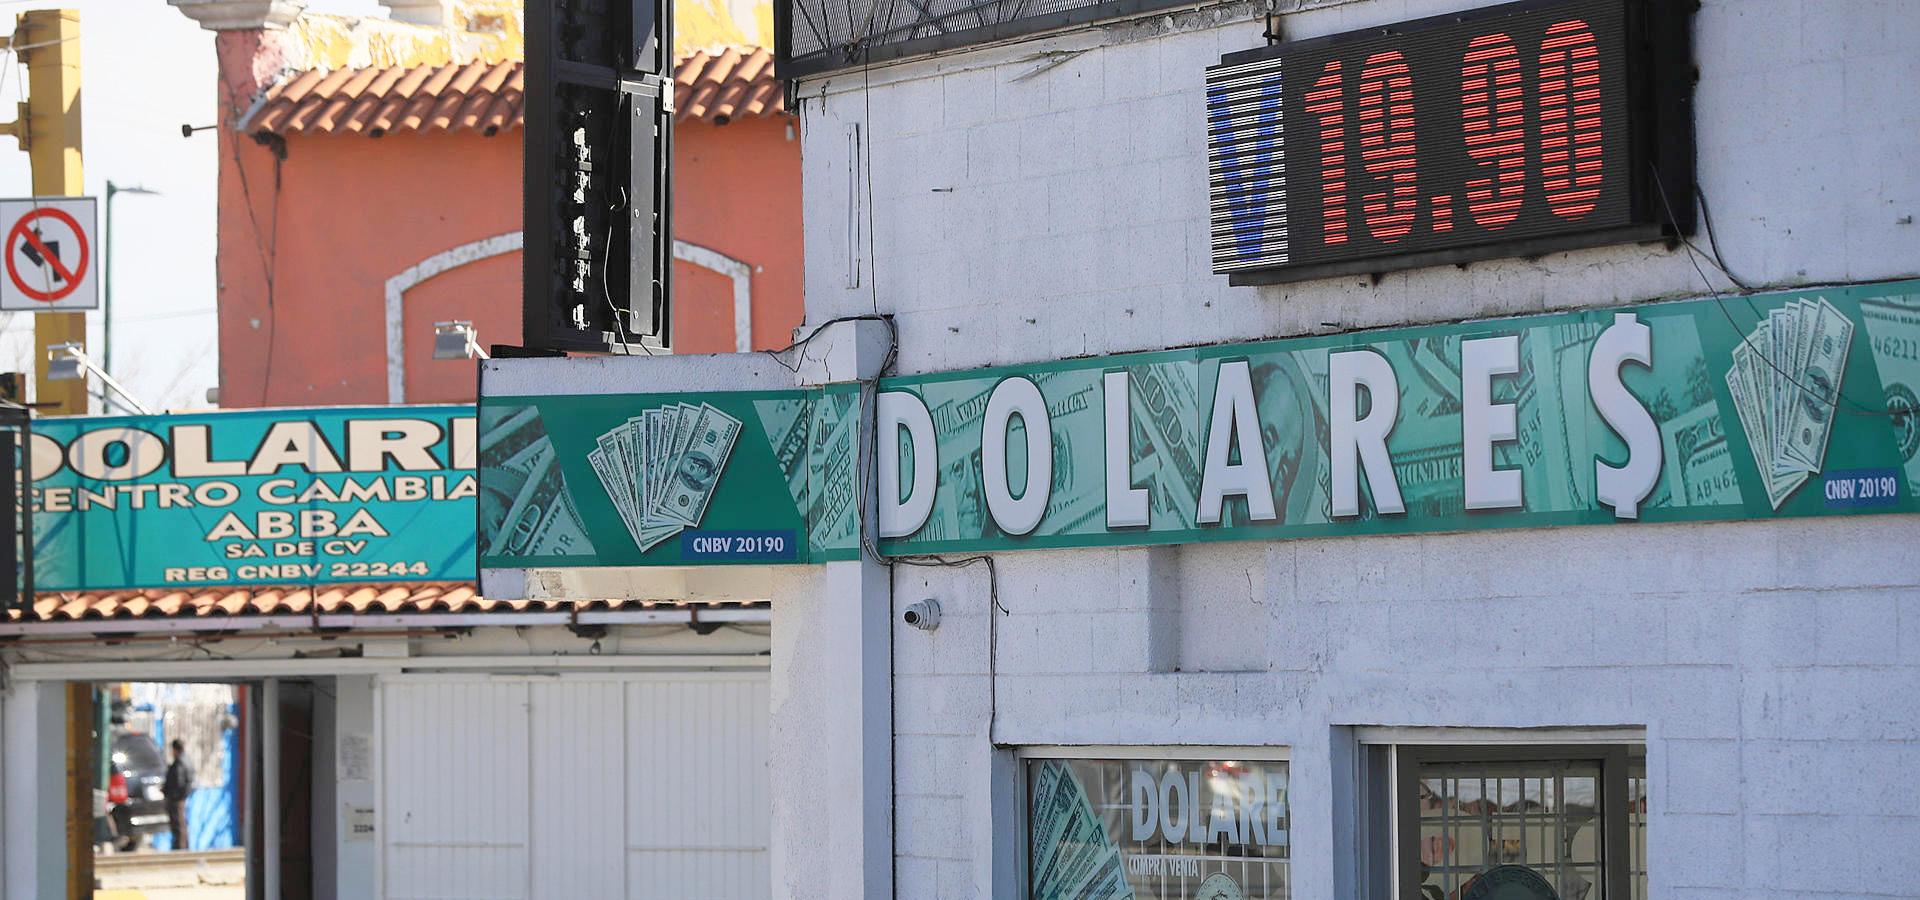 V 19.90
DOLARE$
CNBV 20190
CNBV 20190
DOLARE
CENTRO CAMBIA
ABBA
SA DE CV
REG CNBV 22244
DOLARE
COMPRA VENTA